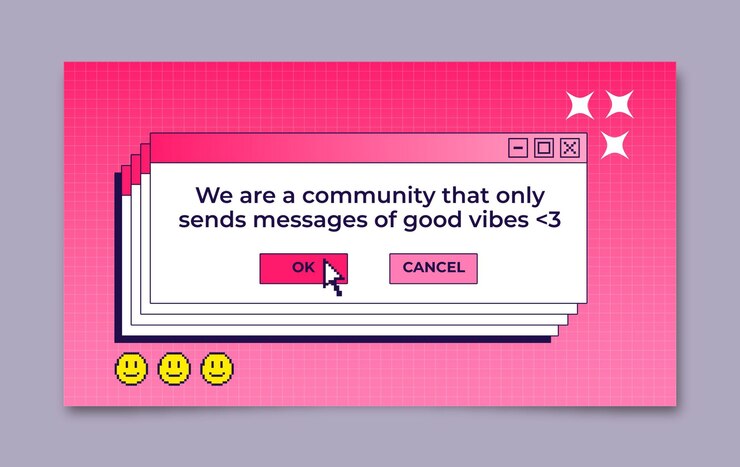 We are a community that only
sends messages of good vibes <3
OK CANCEL